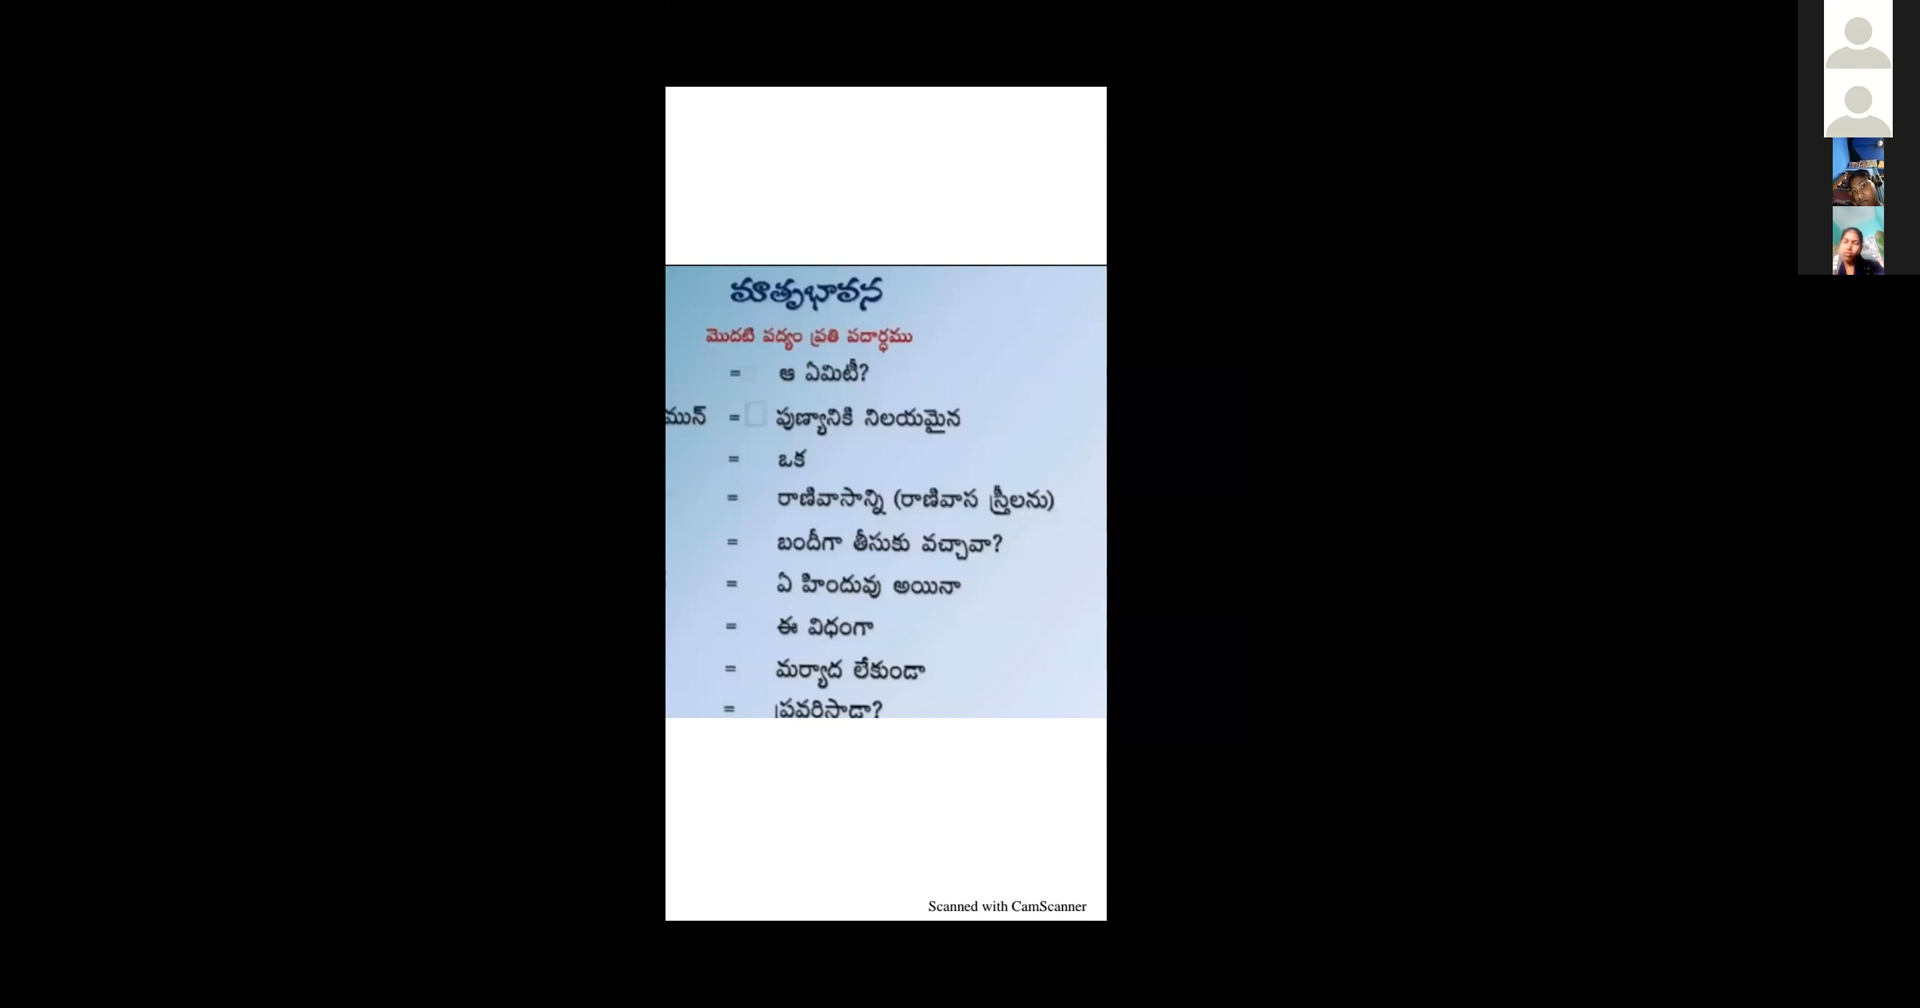 మాతృభావన
మొదటి పద్యం ప్రతి పదార్థము
= ఆ ఏమిటీ?
మున్ = పుణ్యానికి నిలయమైన
= ఒక
= రాణివాసాన్ని (రాణివాస స్త్రీలను)
= బందీగా తీసుకు వచ్చావా?
= ఏ హిందువు అయినా
= ఈ విధంగా
= మర్యాద లేకుండా
= ప్రవర్తిస్తాడా?
Scanned with CamScanner